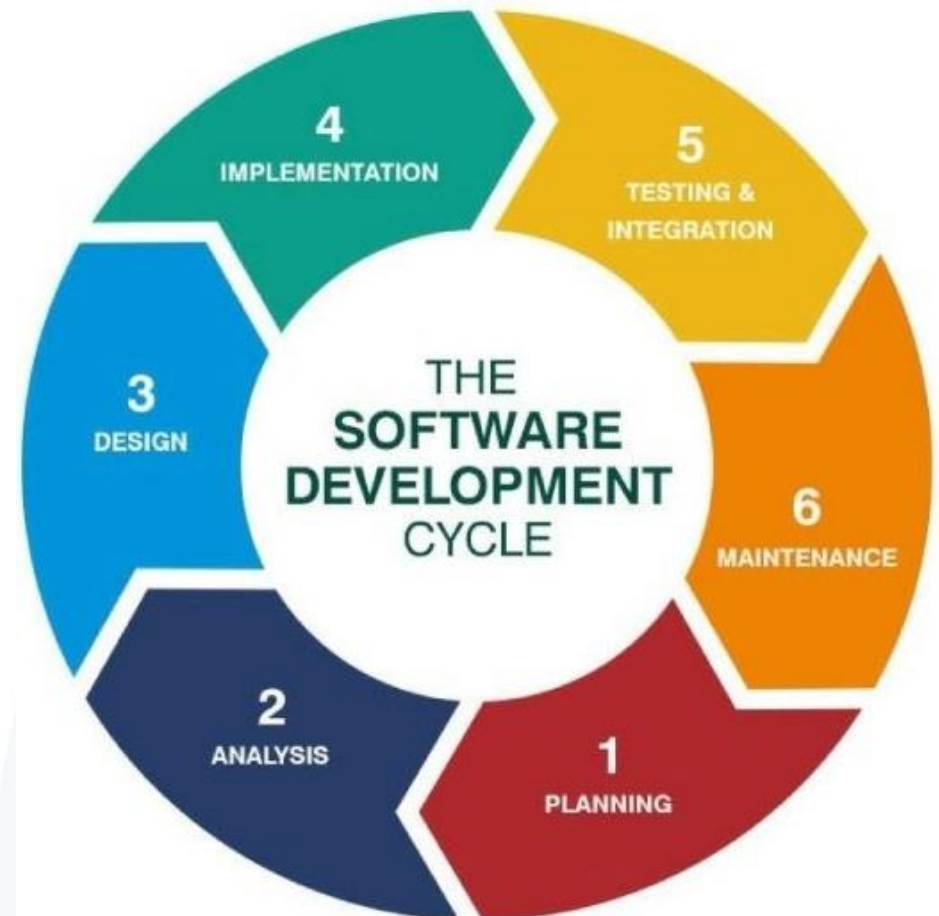 THE
SOFTWARE
DEVELOPMENT
CYCLE
1
PLANNING
2
ANALYSIS
3
DESIGN
4
IMPLEMENTATION
5
TESTING &
INTEGRATION
6
MAINTENANCE